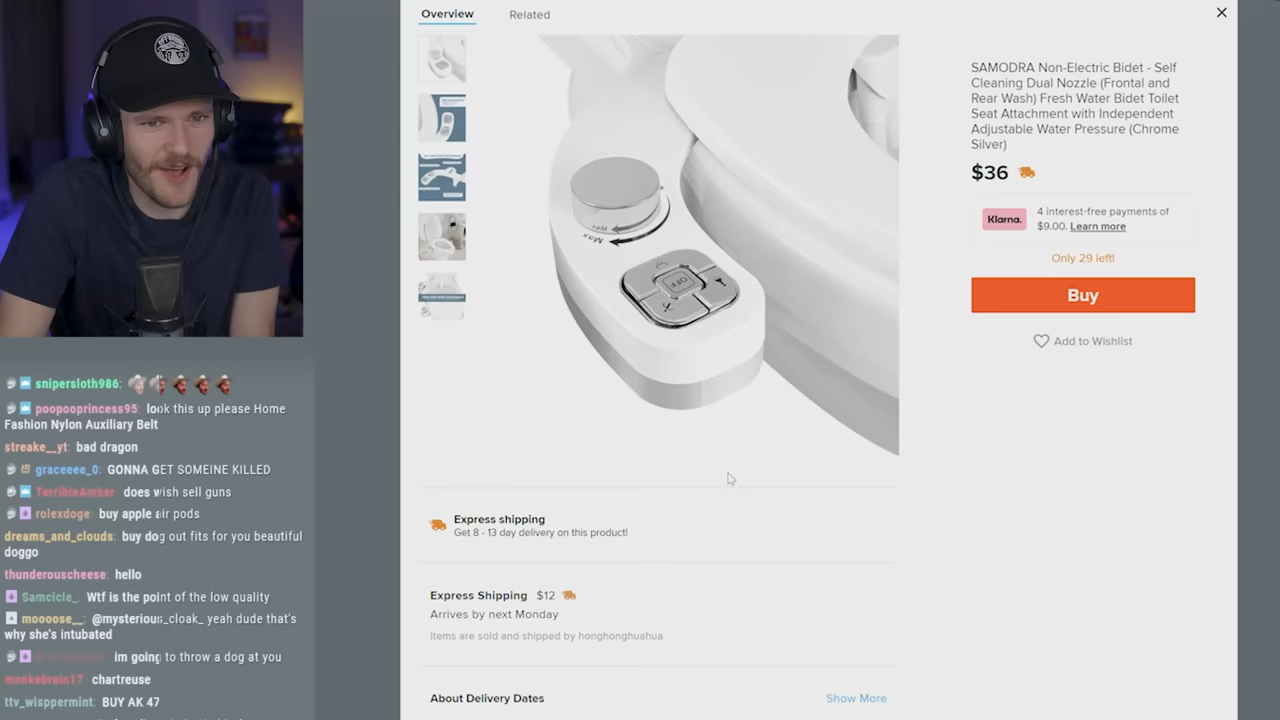 Overview
Related
SAMODRA Non-Electric Bidet - Self
Cleaning Dual Nozzle (Frontal and
Rear Wash) Fresh Water Bidet Toilet
Seat Attachment with Independent
Adjustable Water Pressure (Chrome
Silver)
$36
Klarna.
4 interest-free payments of
$9.00. Learn more
Only 29 left!
Buy
Add to Wishlist
Max
OFF
Express shipping
Get 8 - 13 day delivery on this product!
Express Shipping $12
Arrives by next Monday
Items are sold and shipped by honghonghuahua
About Delivery Dates
Show More
snipersloth986:
poopooprincess95: look this up please Home
Fashion Nylon Auxiliary Belt
streake__yt: bad dragon
graceeee_0: GONNA GET SOMEINE KILLED
TerribleAmber does wish sell guns
rolexdoge: buy apple air pods
dreams_and_clouds: buy dog out fits for you beautiful
doggo
thunderouscheese: hello
Samcicle_: Wtf is the point of the low quality
moooose__: @mysterious_cloak_ yeah dude that's
why she's intubated
im going to throw a dog at you
monkebrain17 chartreuse
ttv_wisppermint: BUY AK 47